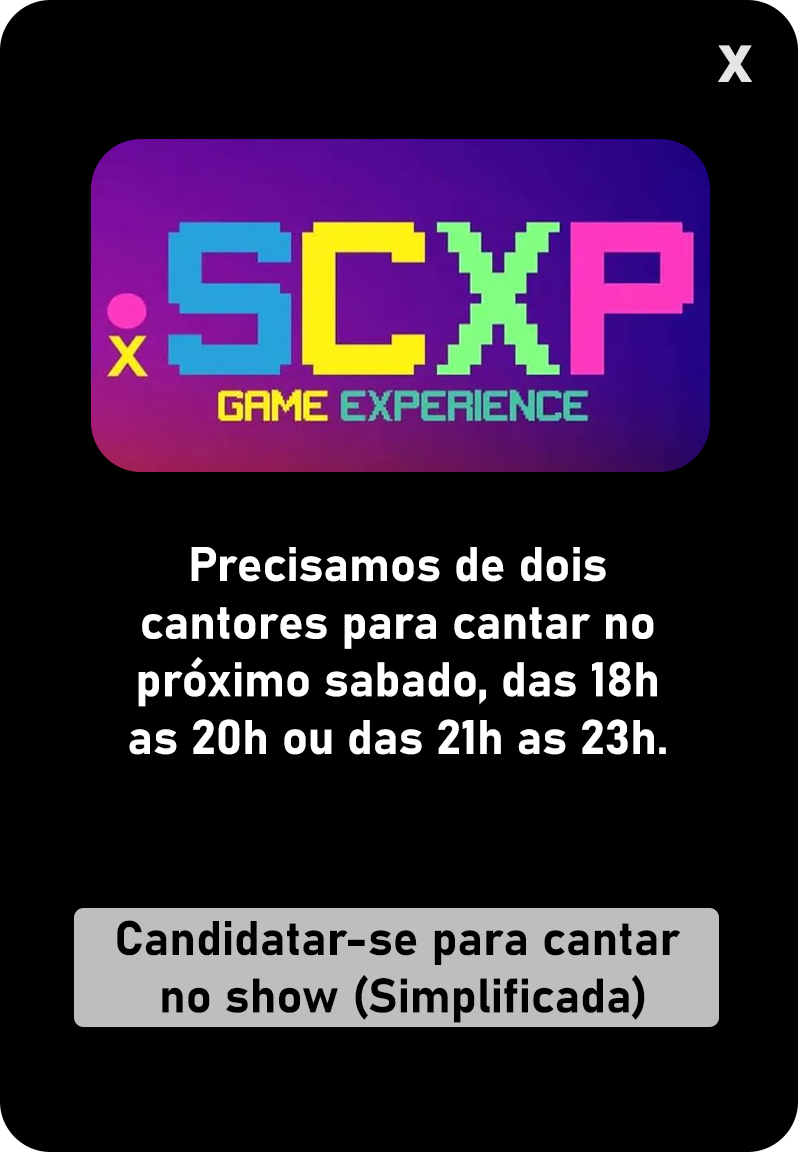 X
SCXP
X
GAME EXPERIENCE
Precisamos de dois
cantores para cantar no
próximo sabado, das 18h
as 20h ou das 21h as 23h.
Candidatar-se para cantar
no show (Simplificada)